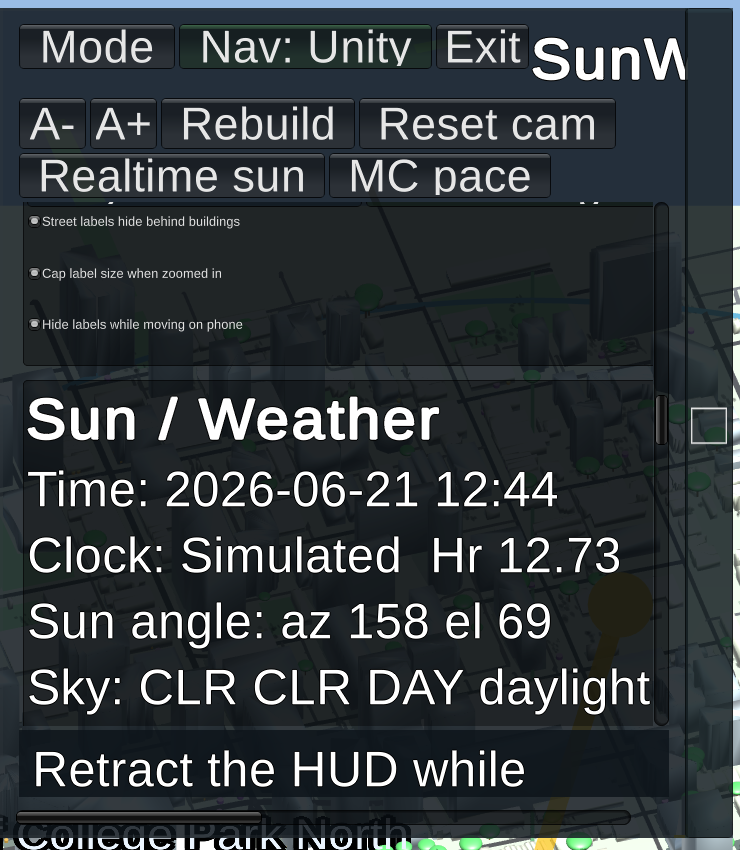 Mode Nav: Unity Exit SunW
A- A+ Rebuild Reset cam
Realtime sun MC pace
Street labels hide behind buildings
Cap label size when zoomed in
Hide labels while moving on phone
Sun / Weather
Time: 2026-06-21 12:44
Clock: Simulated Hr 12.73
Sun angle: az 158 el 69
Sky: CLR CLR DAY daylight
Retract the HUD while
College Park North